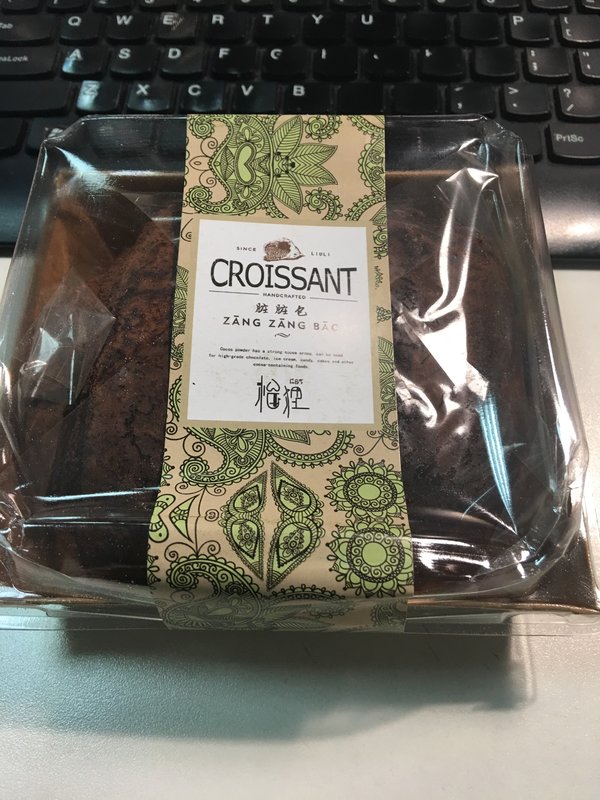 Q W E R T Y U P
A S D F G
Z X C V B N M
PrtSc
SINCE LIULI
CROISSANT
HANDCRAFTED
脏脏包
ZĀNG ZĀNG BĀO
Cocoa powder has a strong cocoa aroma, can be used
for high-grade chocolate, ice cream, candy, cakes and other
cocoa-containing foods.